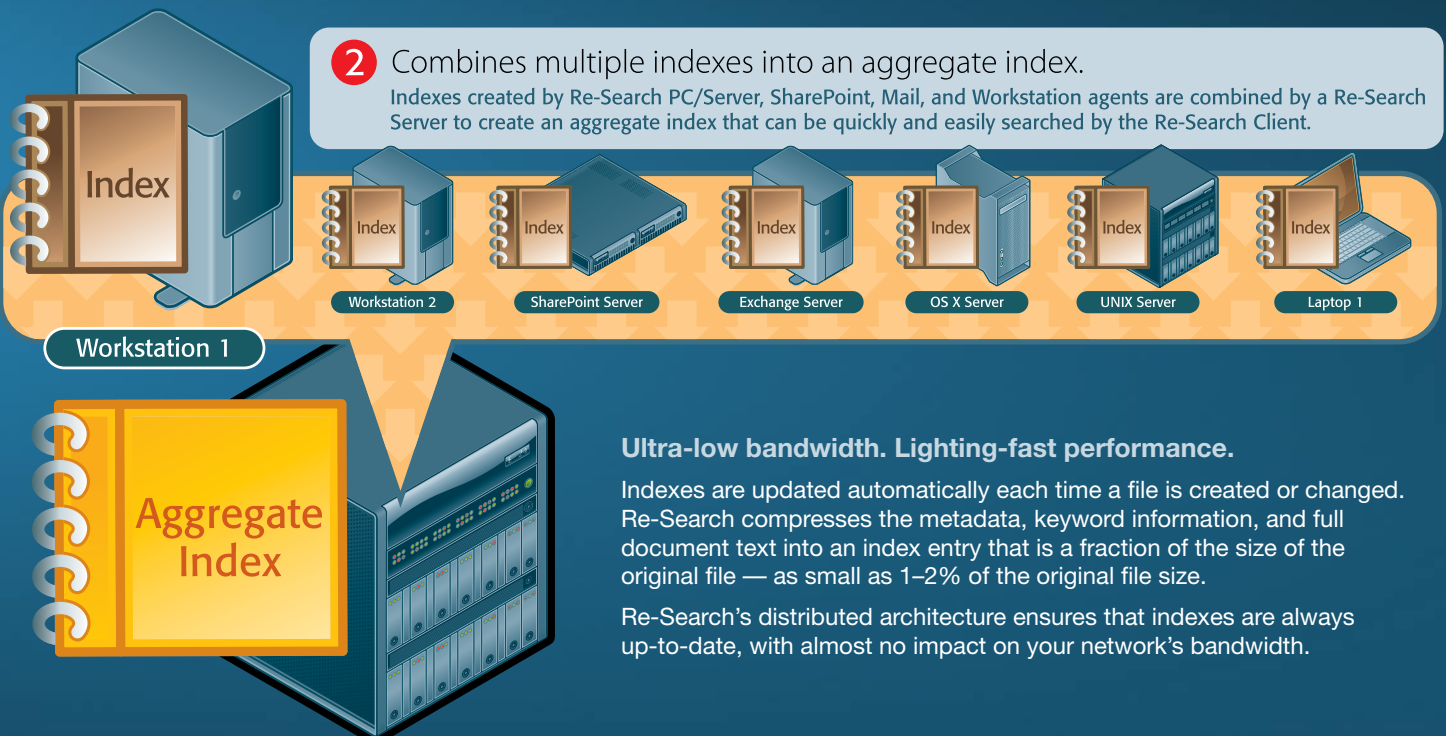 2 Combines multiple indexes into an aggregate index.
Indexes created by Re-Search PC/Server, SharePoint, Mail, and Workstation agents are combined by a Re-Search
Server to create an aggregate index that can be quickly and easily searched by the Re-Search Client.
Index
Index
Index
Index
Index
Index
Index
Workstation 2
SharePoint Server
Exchange Server
OS X Server
UNIX Server
Laptop 1
Workstation 1
Aggregate
Index
Ultra-low bandwidth. Lighting-fast performance.
Indexes are updated automatically each time a file is created or changed.
Re-Search compresses the metadata, keyword information, and full
document text into an index entry that is a fraction of the size of the
original file — as small as 1–2% of the original file size.
Re-Search’s distributed architecture ensures that indexes are always
up-to-date, with almost no impact on your network’s bandwidth.